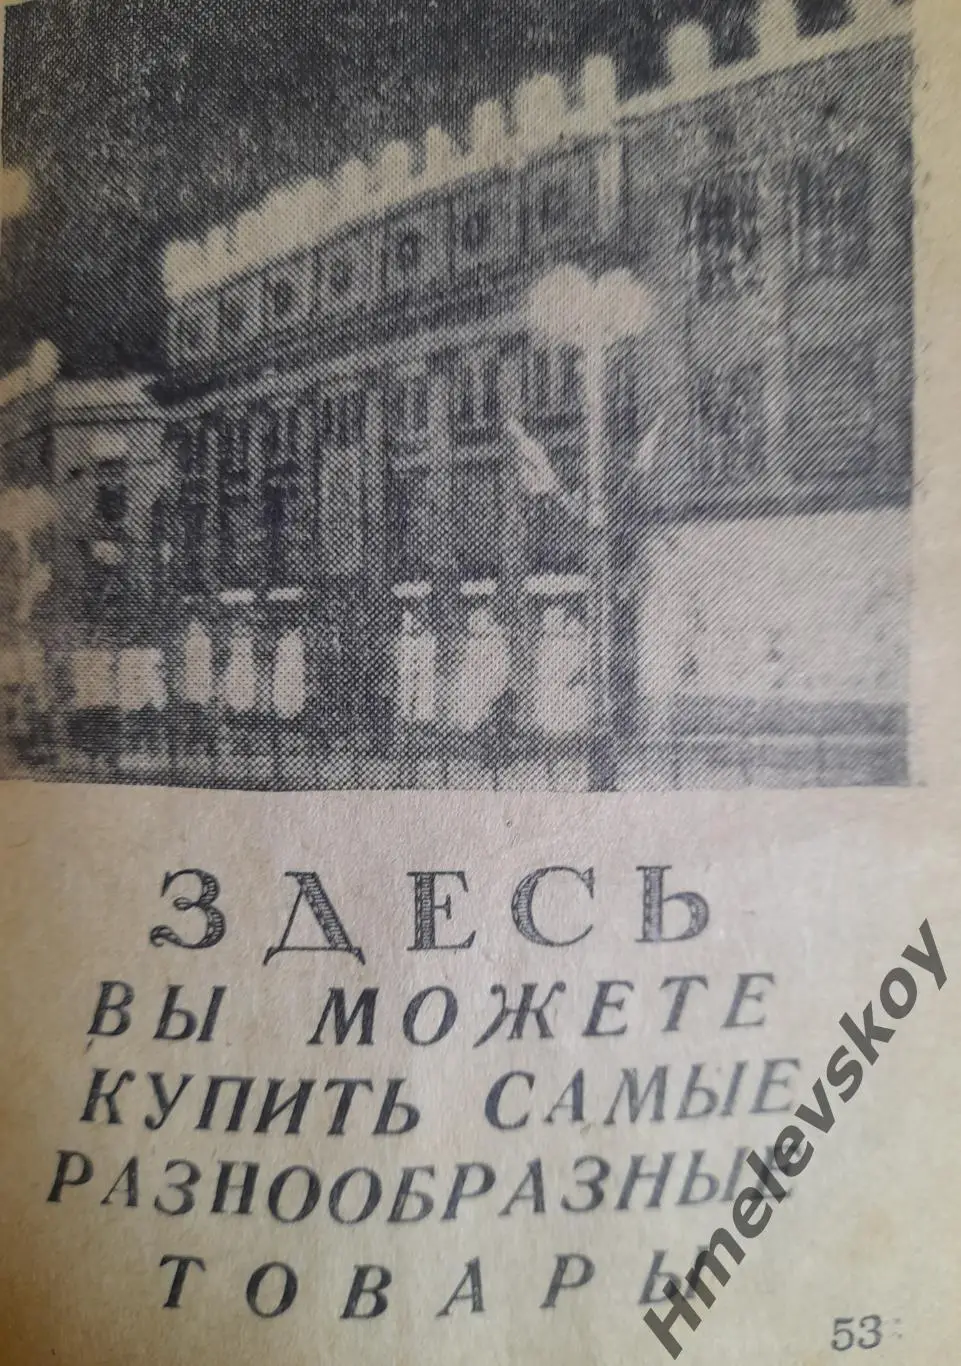 ЗДЕСЬ
ВЫ МОЖЕТЕ
КУПИТЬ САМЫЕ
РАЗНООБРАЗНЫЕ
ТОВАРЫ
53
Hmelevskoy